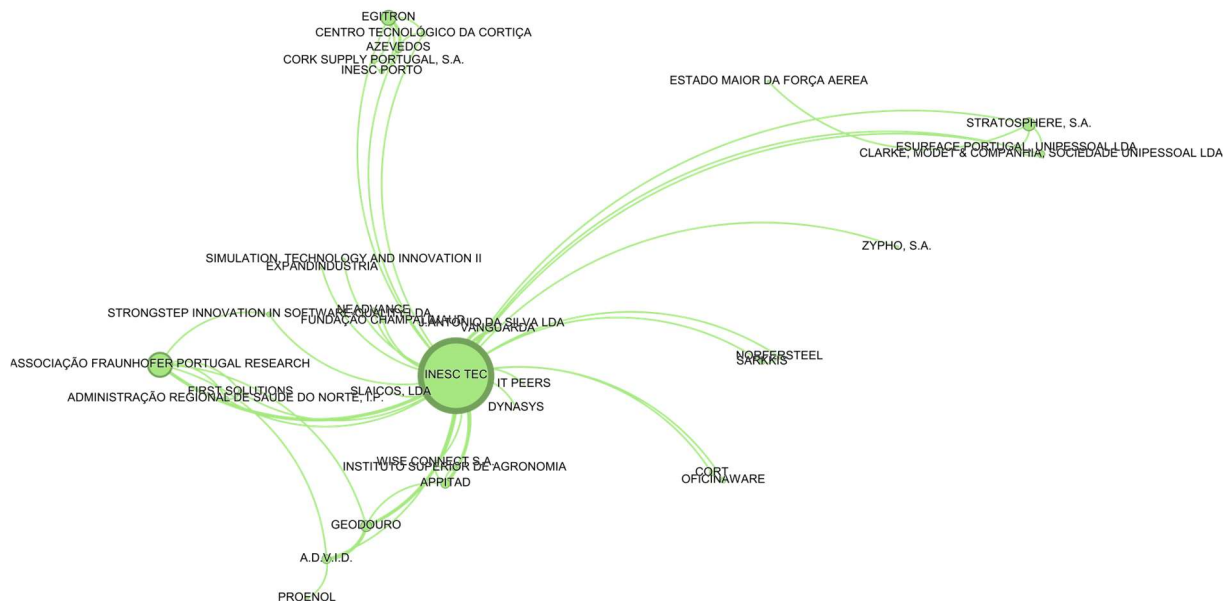 EGITRON
CENTRO TECNOLÓGICO DA CORTIÇA
AZEVEDOS
CORK SUPPLY PORTUGAL, S.A.
INESC PORTO
ESTADO MAIOR DA FORÇA AEREA
STRATOSPHERE, S.A.
ESURFACE PORTUGAL, UNIPESSOAL LDA
CLARKE, MODET & COMPANHIA, SOCIEDADE UNIPESSOAL LDA
ZYPHO, S.A.
SIMULATION, TECHNOLOGY AND INNOVATION II
EXPANDINDUSTRIA
NEADVANCE
STRONGSTEP INNOVATION IN SOFTWARE QUALITY LDA
FUNDAÇÃO CHAMPALIMAUD
J.ANTÓNIO DA SILVA LDA
VANGUARDA
NORFERSTEEL
SARKKIS
ASSOCIAÇÃO FRAUNHOFER PORTUGAL RESEARCH
INESC TEC
IT PEERS
FIRST SOLUTIONS
SLAICOS, LDA
ADMINISTRAÇÃO REGIONAL DE SAUDE DO NORTE, I.P.
DYNASYS
WISE CONNECT S.A.
INSTITUTO SUPERIOR DE AGRONOMIA
CORT
OFICINAWARE
APPITAD
GEODOURO
A.D.V.I.D.
PROENOL